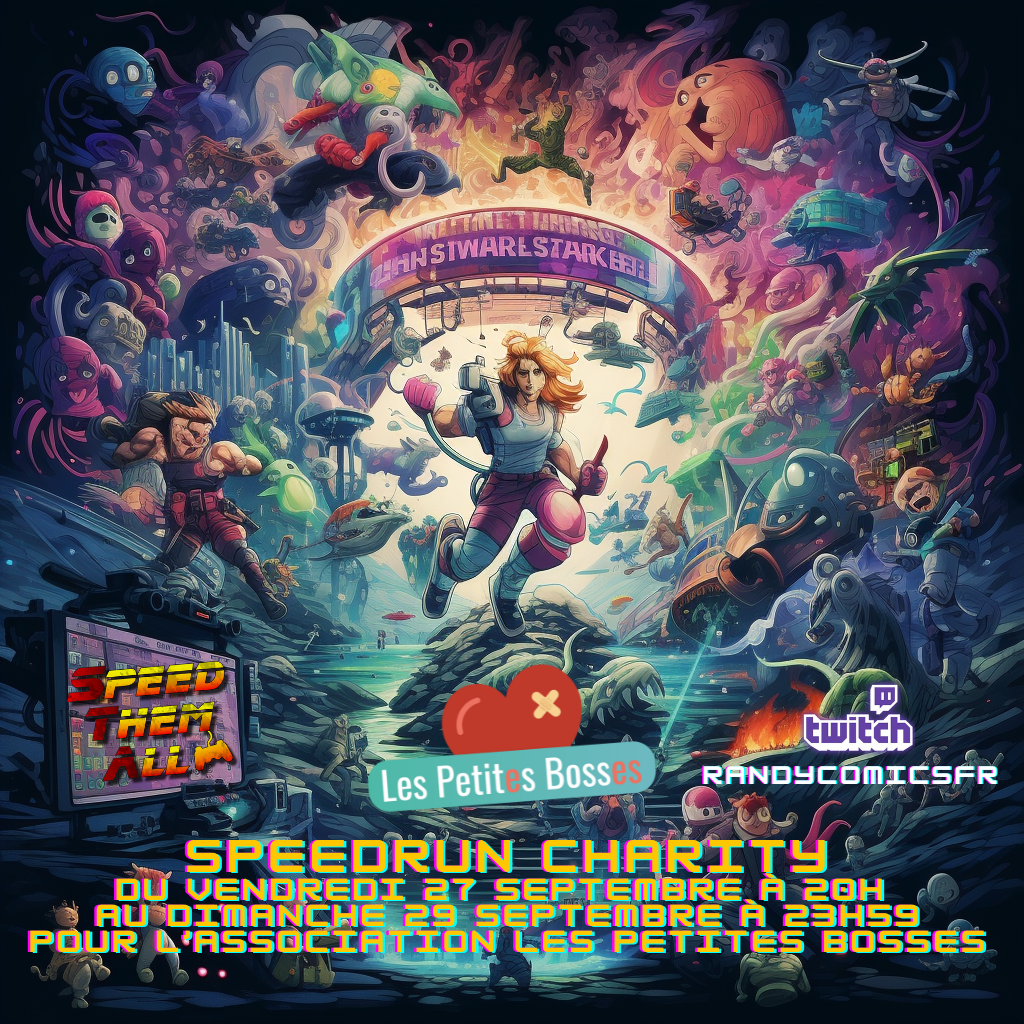 SPEED
THEM
ALL
Les Petites Bosses
twitch
RANDYCOMICSFR
SPEEDRUN CHARITY
DU VENDREDI 27 SEPTEMBRE À 20H
AU DIMANCHE 29 SEPTEMBRE À 23H59
POUR L'ASSOCIATION LES PETITES BOSSES